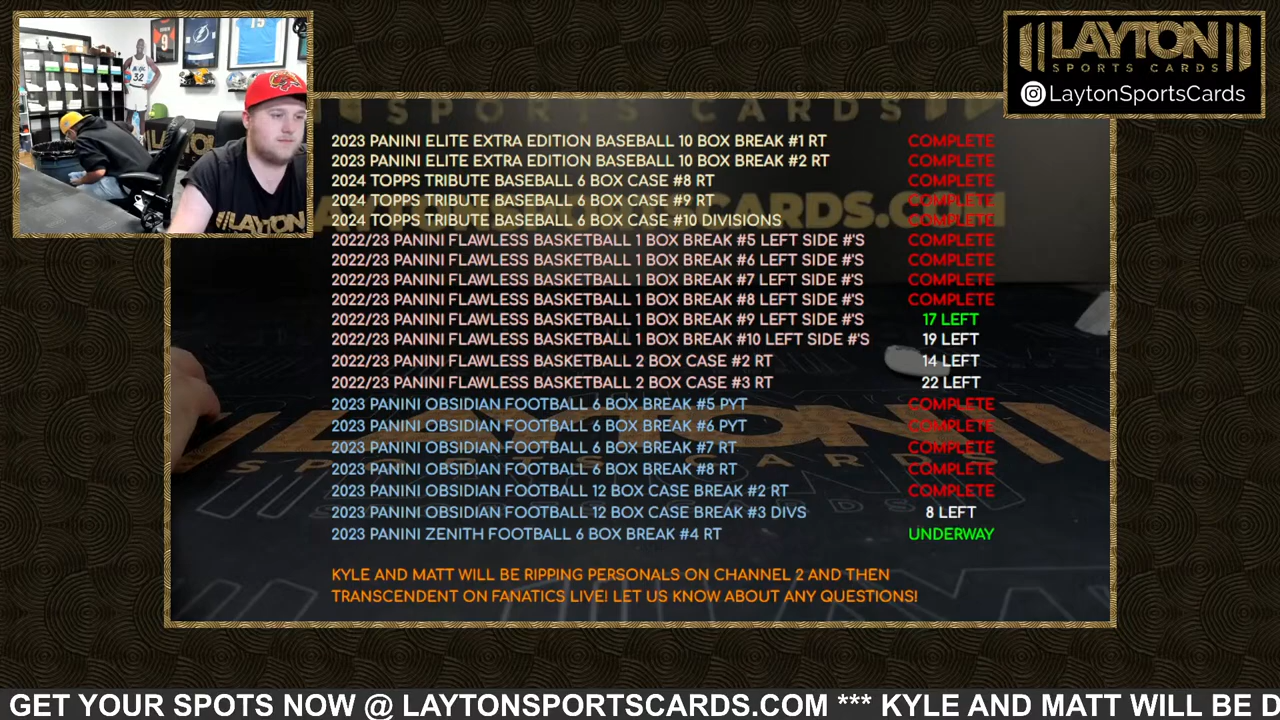 LAYTON
SPORTS CARDS
LaytonSportsCards
2023 PANINI ELITE EXTRA EDITION BASEBALL 10 BOX BREAK #1 RT COMPLETE
2023 PANINI ELITE EXTRA EDITION BASEBALL 10 BOX BREAK #2 RT COMPLETE
2024 TOPPS TRIBUTE BASEBALL 6 BOX CASE #8 RT COMPLETE
2024 TOPPS TRIBUTE BASEBALL 6 BOX CASE #9 RT COMPLETE
2024 TOPPS TRIBUTE BASEBALL 6 BOX CASE #10 DIVISIONS COMPLETE
2022/23 PANINI FLAWLESS BASKETBALL 1 BOX BREAK #5 LEFT SIDE #'S COMPLETE
2022/23 PANINI FLAWLESS BASKETBALL 1 BOX BREAK #6 LEFT SIDE #'S COMPLETE
2022/23 PANINI FLAWLESS BASKETBALL 1 BOX BREAK #7 LEFT SIDE #'S COMPLETE
2022/23 PANINI FLAWLESS BASKETBALL 1 BOX BREAK #8 LEFT SIDE #'S COMPLETE
2022/23 PANINI FLAWLESS BASKETBALL 1 BOX BREAK #9 LEFT SIDE #'S 17 LEFT
2022/23 PANINI FLAWLESS BASKETBALL 1 BOX BREAK #10 LEFT SIDE #'S 19 LEFT
2022/23 PANINI FLAWLESS BASKETBALL 2 BOX CASE #2 RT 14 LEFT
2022/23 PANINI FLAWLESS BASKETBALL 2 BOX CASE #3 RT 22 LEFT
2023 PANINI OBSIDIAN FOOTBALL 6 BOX BREAK #5 PYT COMPLETE
2023 PANINI OBSIDIAN FOOTBALL 6 BOX BREAK #6 PYT COMPLETE
2023 PANINI OBSIDIAN FOOTBALL 6 BOX BREAK #7 RT COMPLETE
2023 PANINI OBSIDIAN FOOTBALL 6 BOX BREAK #8 RT COMPLETE
2023 PANINI OBSIDIAN FOOTBALL 12 BOX CASE BREAK #2 RT COMPLETE
2023 PANINI OBSIDIAN FOOTBALL 12 BOX CASE BREAK #3 DIVS 8 LEFT
2023 PANINI ZENITH FOOTBALL 6 BOX BREAK #4 RT UNDERWAY
KYLE AND MATT WILL BE RIPPING PERSONALS ON CHANNEL 2 AND THEN
TRANSCENDENT ON FANATICS LIVE! LET US KNOW ABOUT ANY QUESTIONS!
GET YOUR SPOTS NOW @ LAYTONSPORTSCARDS.COM *** KYLE AND MATT WILL BE D